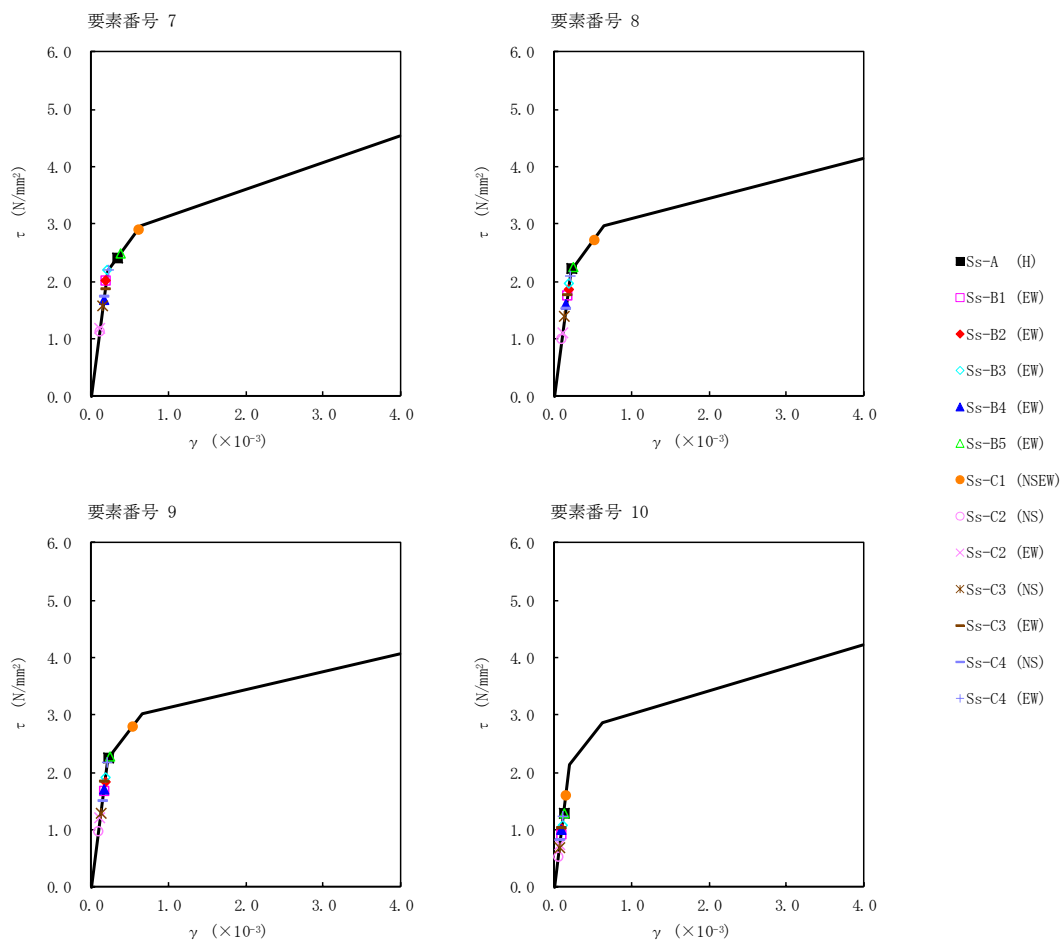 要素番号 7
6.0
5.0
4.0
3.0
2.0
1.0
0.0
τ (N/mm²)
0.0 1.0 2.0 3.0 4.0
γ (×10⁻³)
要素番号 8
6.0
5.0
4.0
3.0
2.0
1.0
0.0
τ (N/mm²)
0.0 1.0 2.0 3.0 4.0
γ (×10⁻³)
Ss-A (H)
Ss-B1 (EW)
Ss-B2 (EW)
Ss-B3 (EW)
Ss-B4 (EW)
Ss-B5 (EW)
Ss-C1 (NSEW)
Ss-C2 (NS)
Ss-C2 (EW)
Ss-C3 (NS)
Ss-C3 (EW)
Ss-C4 (NS)
Ss-C4 (EW)
要素番号 9
6.0
5.0
4.0
3.0
2.0
1.0
0.0
τ (N/mm²)
0.0 1.0 2.0 3.0 4.0
γ (×10⁻³)
要素番号 10
6.0
5.0
4.0
3.0
2.0
1.0
0.0
τ (N/mm²)
0.0 1.0 2.0 3.0 4.0
γ (×10⁻³)